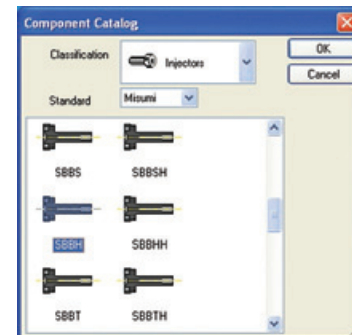 Component Catalog
Classification Injectors OK
Cancel
Standard Misumi
SBBS SBBSH
SBBH SBBHH
SBBT SBBTH